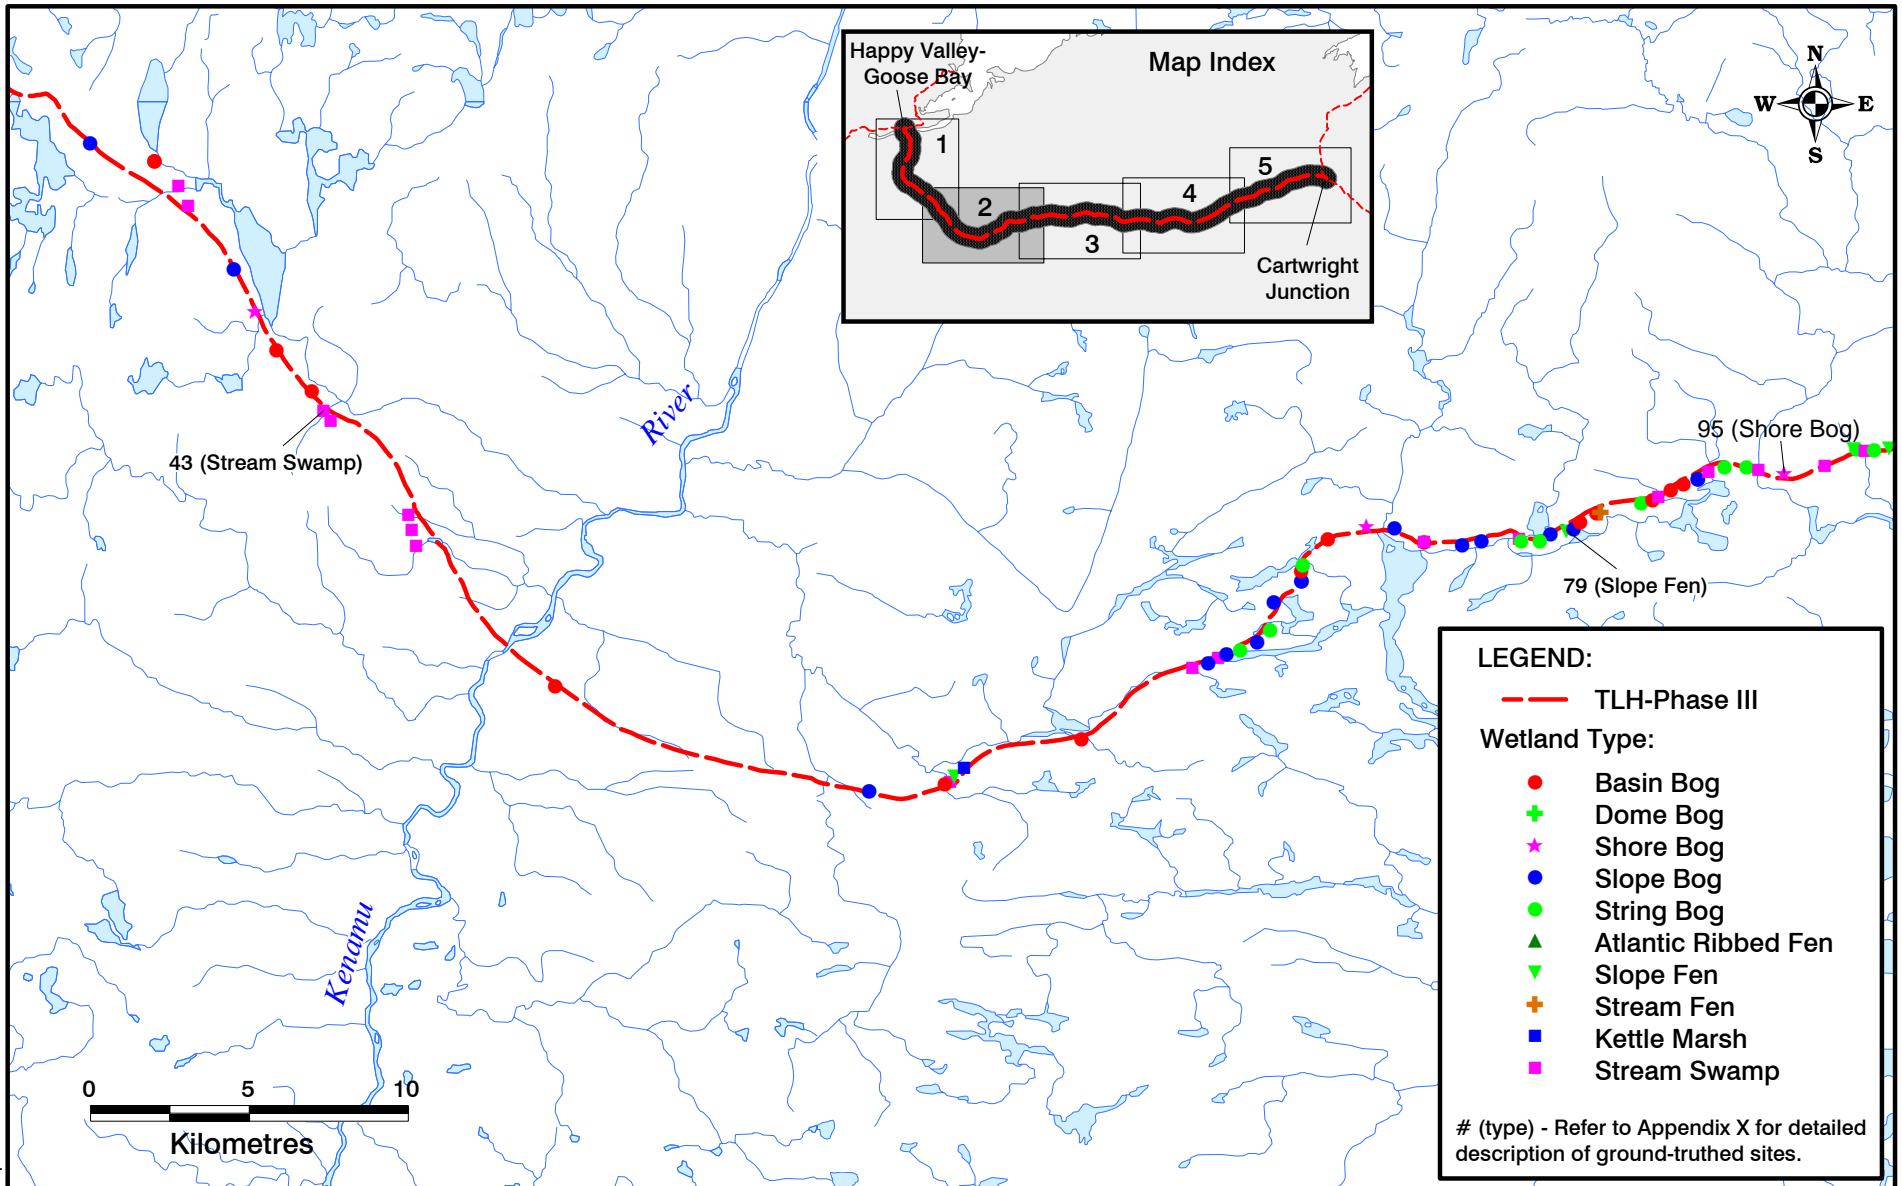 Happy Valley-
Goose Bay
Map Index
1
2
3
4
5
Cartwright
Junction
N
W
E
S
River
43 (Stream Swamp)
95 (Shore Bog)
79 (Slope Fen)
Kenamu
0 5 10
Kilometres
LEGEND:
TLH-Phase III
Wetland Type:
Basin Bog
Dome Bog
Shore Bog
Slope Bog
String Bog
Atlantic Ribbed Fen
Slope Fen
Stream Fen
Kettle Marsh
Stream Swamp
# (type) - Refer to Appendix X for detailed
description of ground-truthed sites.